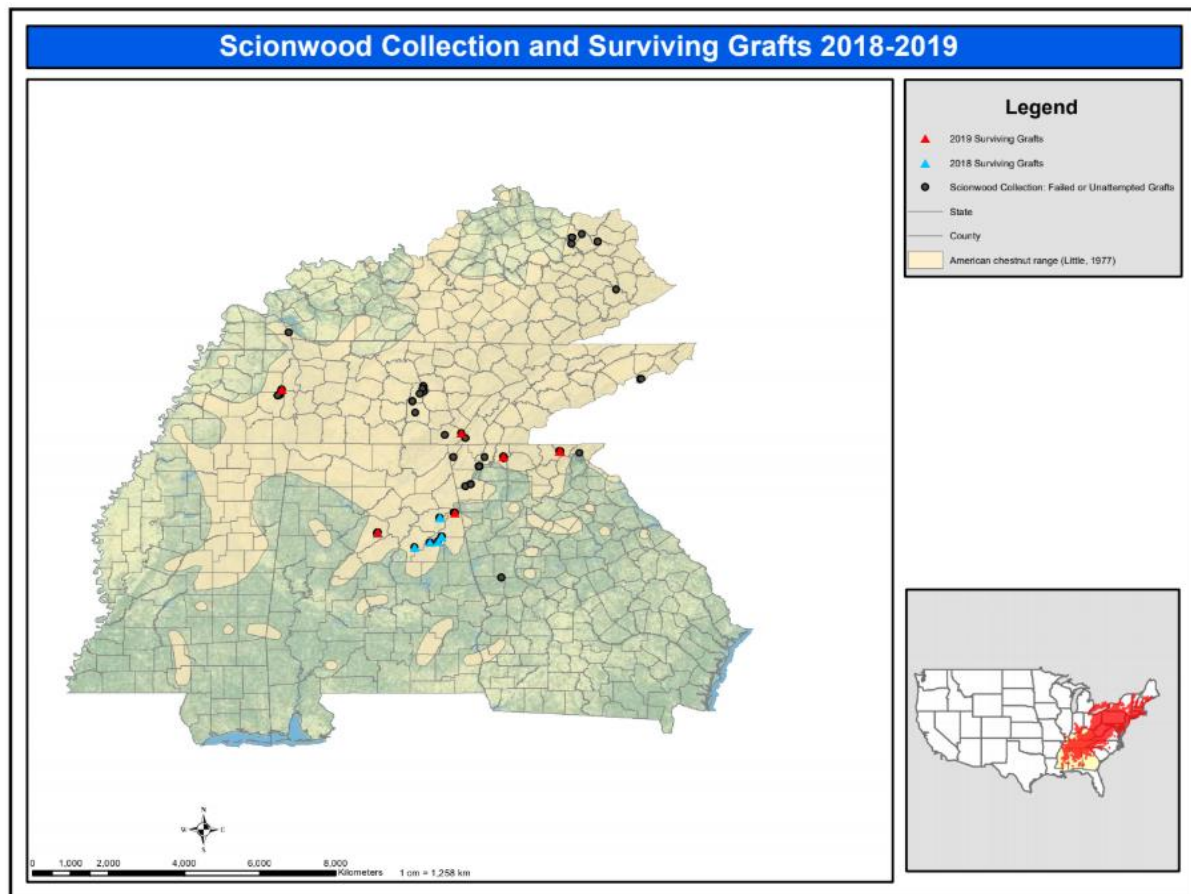 Scionwood Collection and Surviving Grafts 2018-2019
Legend
2019 Surviving Grafts
2018 Surviving Grafts
Scionwood Collection: Failed or Unattempted Grafts
State
County
American chestnut range (Little, 1977)
N
W E
S
0 1,000 2,000 4,000 6,000 8,000
Kilometers 1 cm = 1,258 km